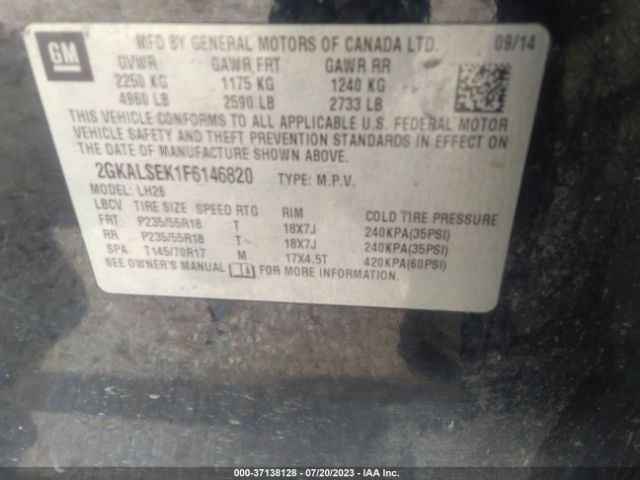 GM
MFD BY GENERAL MOTORS OF CANADA LTD. 09/14
GVWR GAWR FRT GAWR RR
2250 KG 1175 KG 1240 KG
4960 LB 2590 LB 2733 LB
THIS VEHICLE CONFORMS TO ALL APPLICABLE U.S. FEDERAL MOTOR
VEHICLE SAFETY AND THEFT PREVENTION STANDARDS IN EFFECT ON
THE DATE OF MANUFACTURE SHOWN ABOVE.
2GKALSEK1F6146820 TYPE: M.P.V.
MODEL: LH26
LBCV TIRE SIZE SPEED RTG RIM COLD TIRE PRESSURE
FRT P235/55R18 T 18X7J 240KPA(35PSI)
RR P235/55R18 T 18X7J 240KPA(35PSI)
SPA T145/70R17 M 17X4.5T 420KPA(60PSI)
SEE OWNER'S MANUAL FOR MORE INFORMATION.
000-37138128 - 07/20/2023 - IAA Inc.